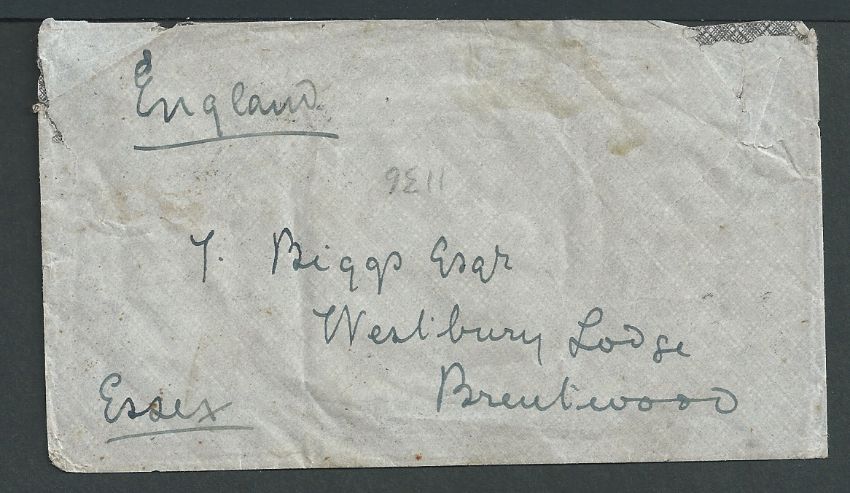 England
1136
T. Biggs Esqr
Westbury Lodge
Brentwood
Essex